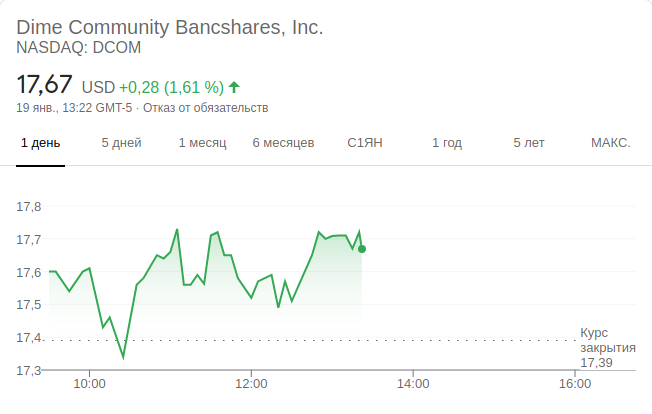 Dime Community Bancshares, Inc.
NASDAQ: DCOM
17,67 USD +0,28 (1,61 %)
19 янв., 13:22 GMT-5 · Отказ от обязательств
1 день 5 дней 1 месяц 6 месяцев С1ЯН 1 год 5 лет МАКС.
17,8
17,7
17,6
17,5
17,4
17,3
Курс
закрытия
17,39
10:00 12:00 14:00 16:00